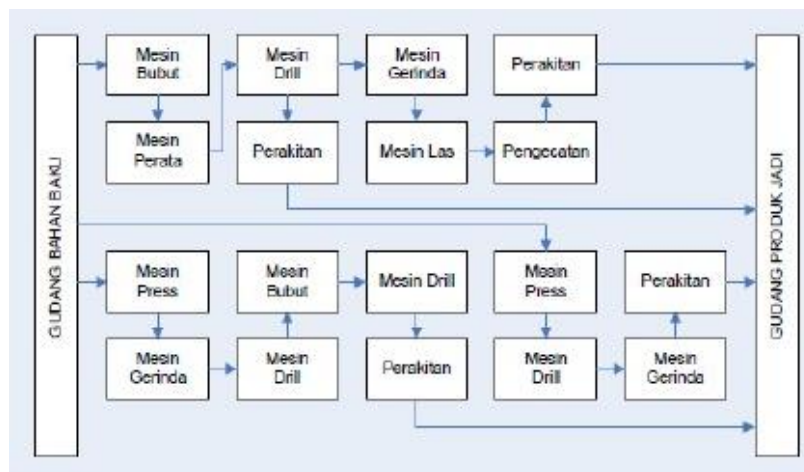 GUDANG BAHAN BAKU
Mesin
Bubut
Mesin
Drill
Mesin
Gerinda
Perakitan
Mesin
Perata
Perakitan
Mesin Las
Pengecatan
Mesin
Press
Mesin
Bubut
Mesin Drill
Mesin
Press
Perakitan
Mesin
Gerinda
Mesin
Drill
Perakitan
Mesin
Drill
Mesin
Gerinda
GUDANG PRODUK JADI